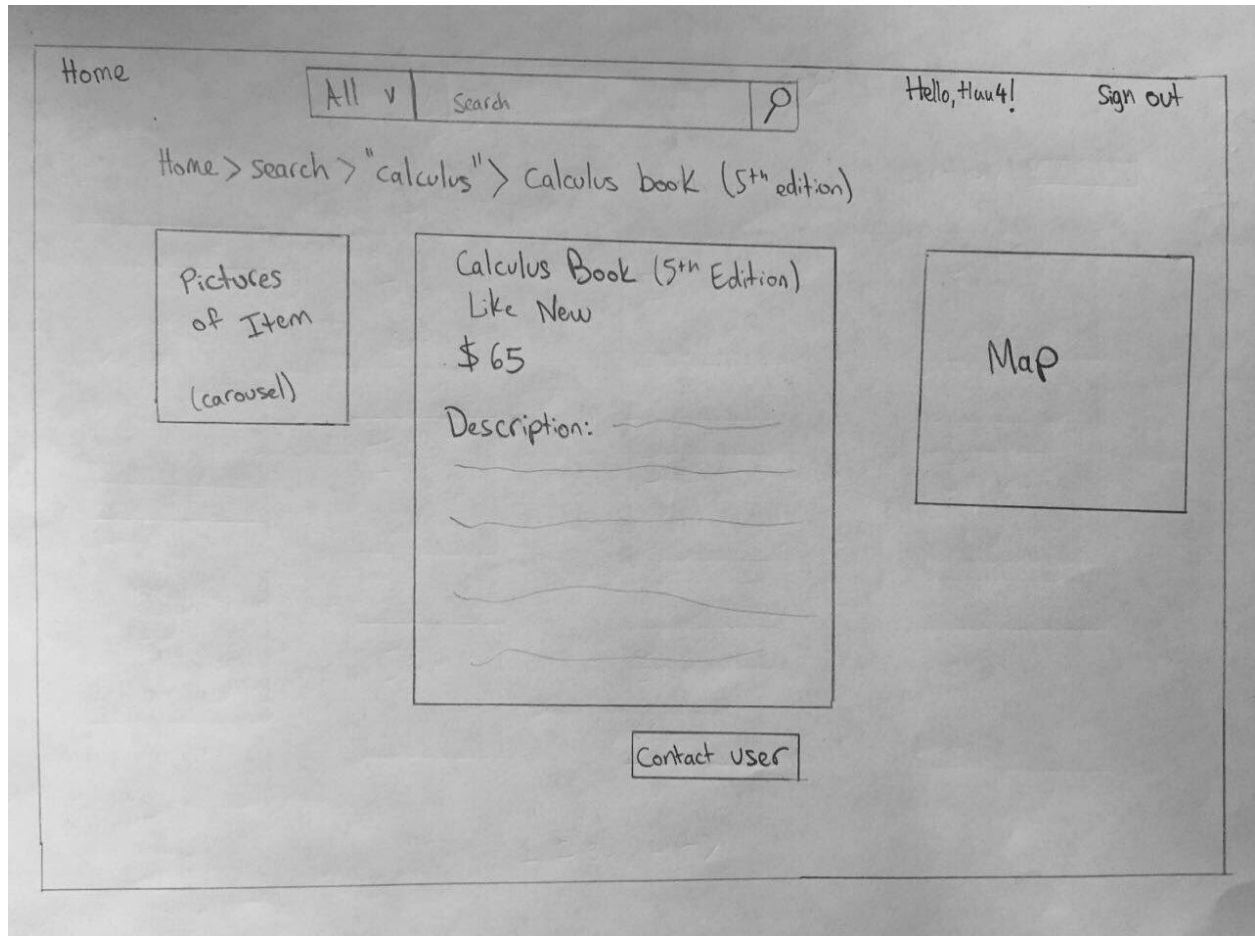 Home
All v Search
Hello, Hau4! Sign out
Home > search > "calculus" > Calculus book (5th edition)
Pictures
of Item
(carousel)
Calculus Book (5th Edition)
Like New
$65
Description:
Map
Contact user